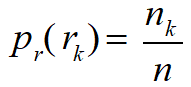 p_r(r_k) = n_k / n